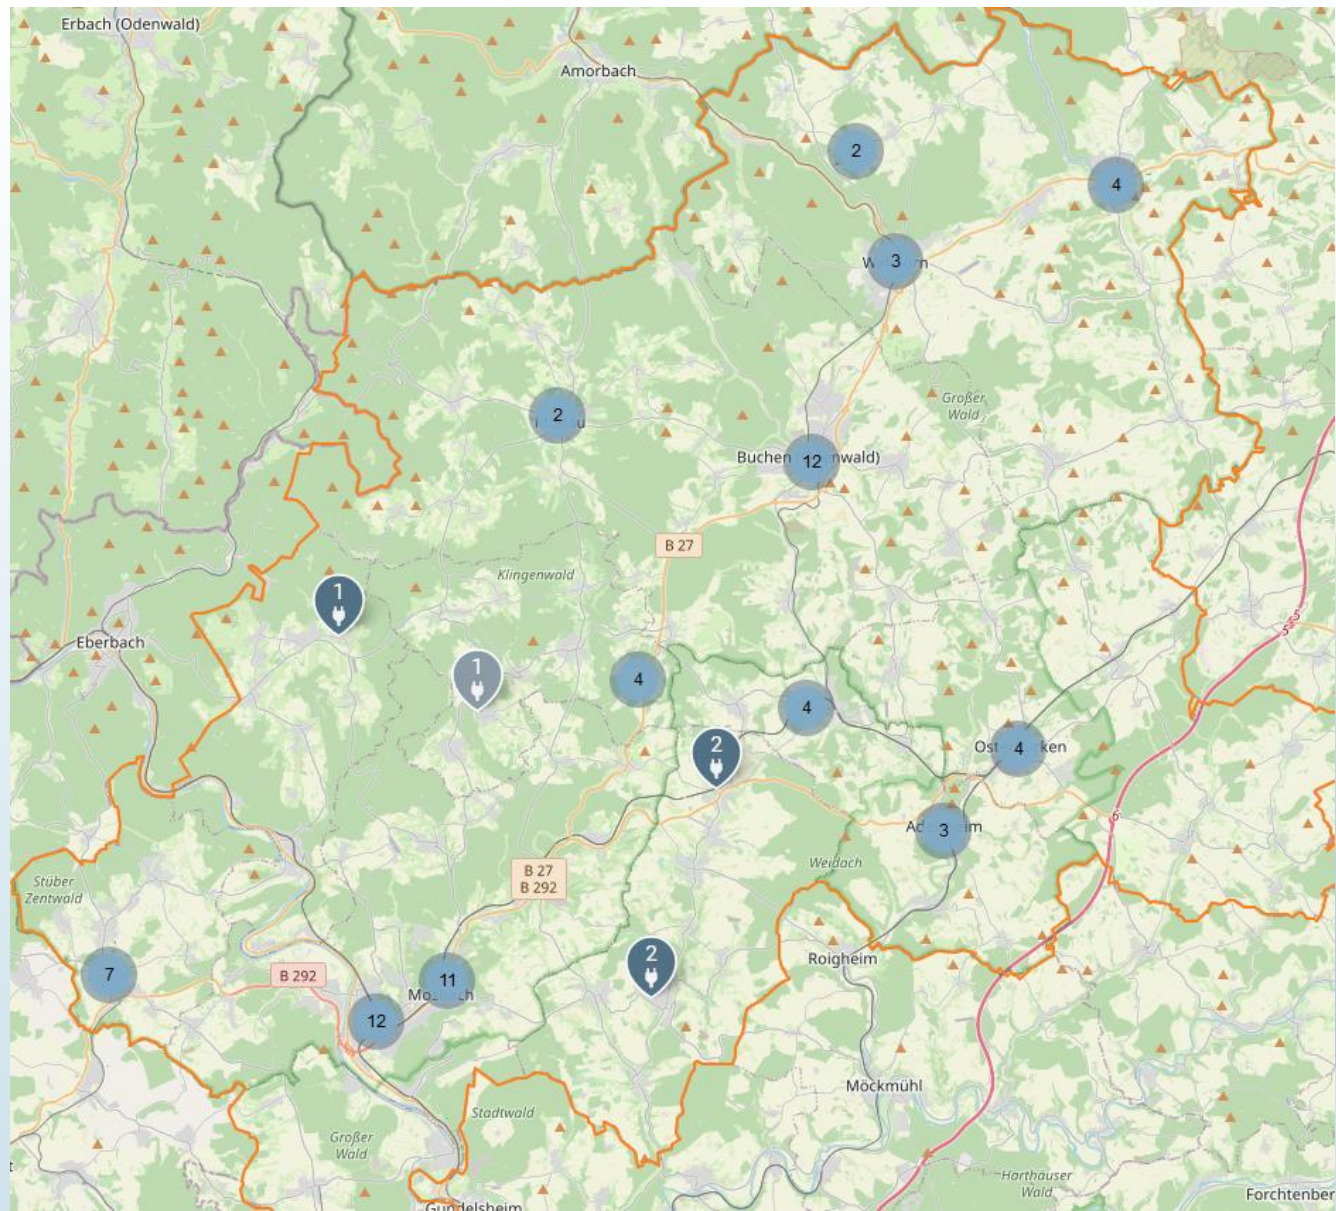 Erbach (Odenwald)
Amorbach
2
4
3
Großer
Wald
2
12
Buchen
wald)
B 27
Klingenwald
1
Eberbach
1
4
4
2
4
3
Weidach
B 27
B 292
Stüber
Zentwald
5
5
6
7
B 292
11
12
2
Roigheim
Möckmühl
Stadtwald
Großer
Wald
Harthäuser
Wald
Forchtenber
Gundelsheim